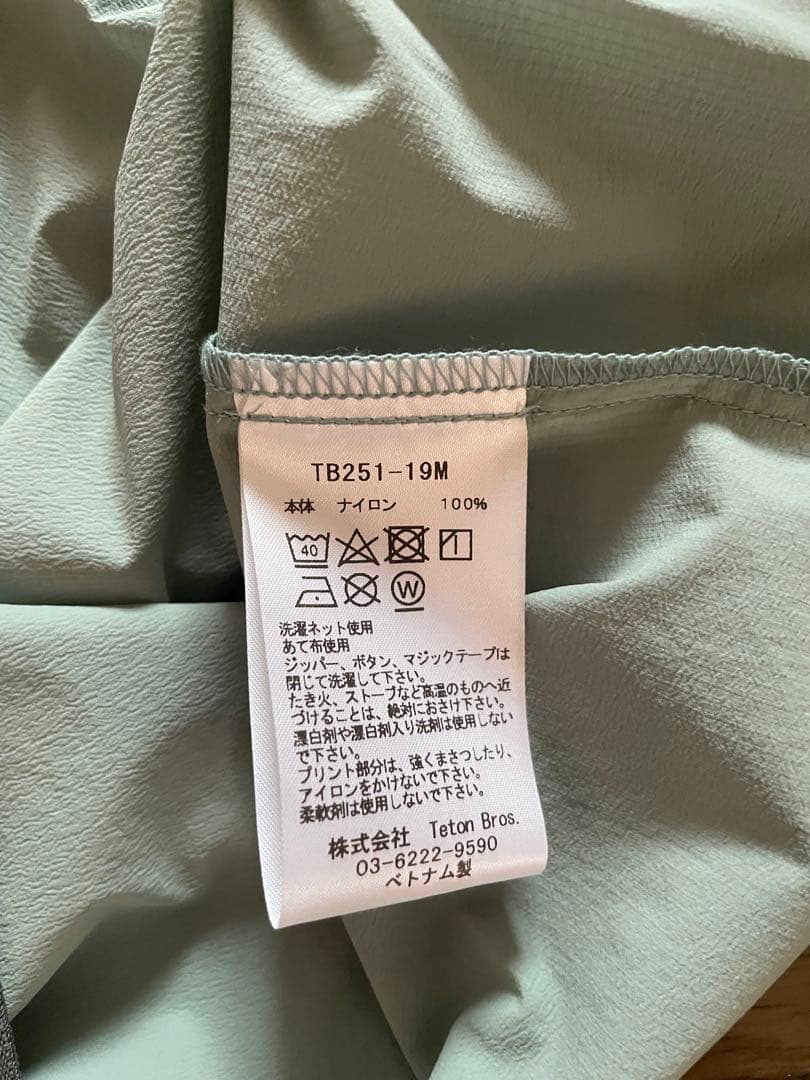 TB251-19M
本体 ナイロン 100%
40
W
洗濯ネット使用
あて布使用
ジッパー、ボタン、マジックテープは
閉じて洗濯して下さい。
たき火、ストーブなど高温のものへ近
づけることは、絶対におさけ下さい。
漂白剤や漂白剤入り洗剤は使用しない
で下さい。
プリント部分は、強くまさつしたり、
アイロンをかけないで下さい。
柔軟剤は使用しないで下さい。
株式会社 Teton Bros.
03-6222-9590
ベトナム製